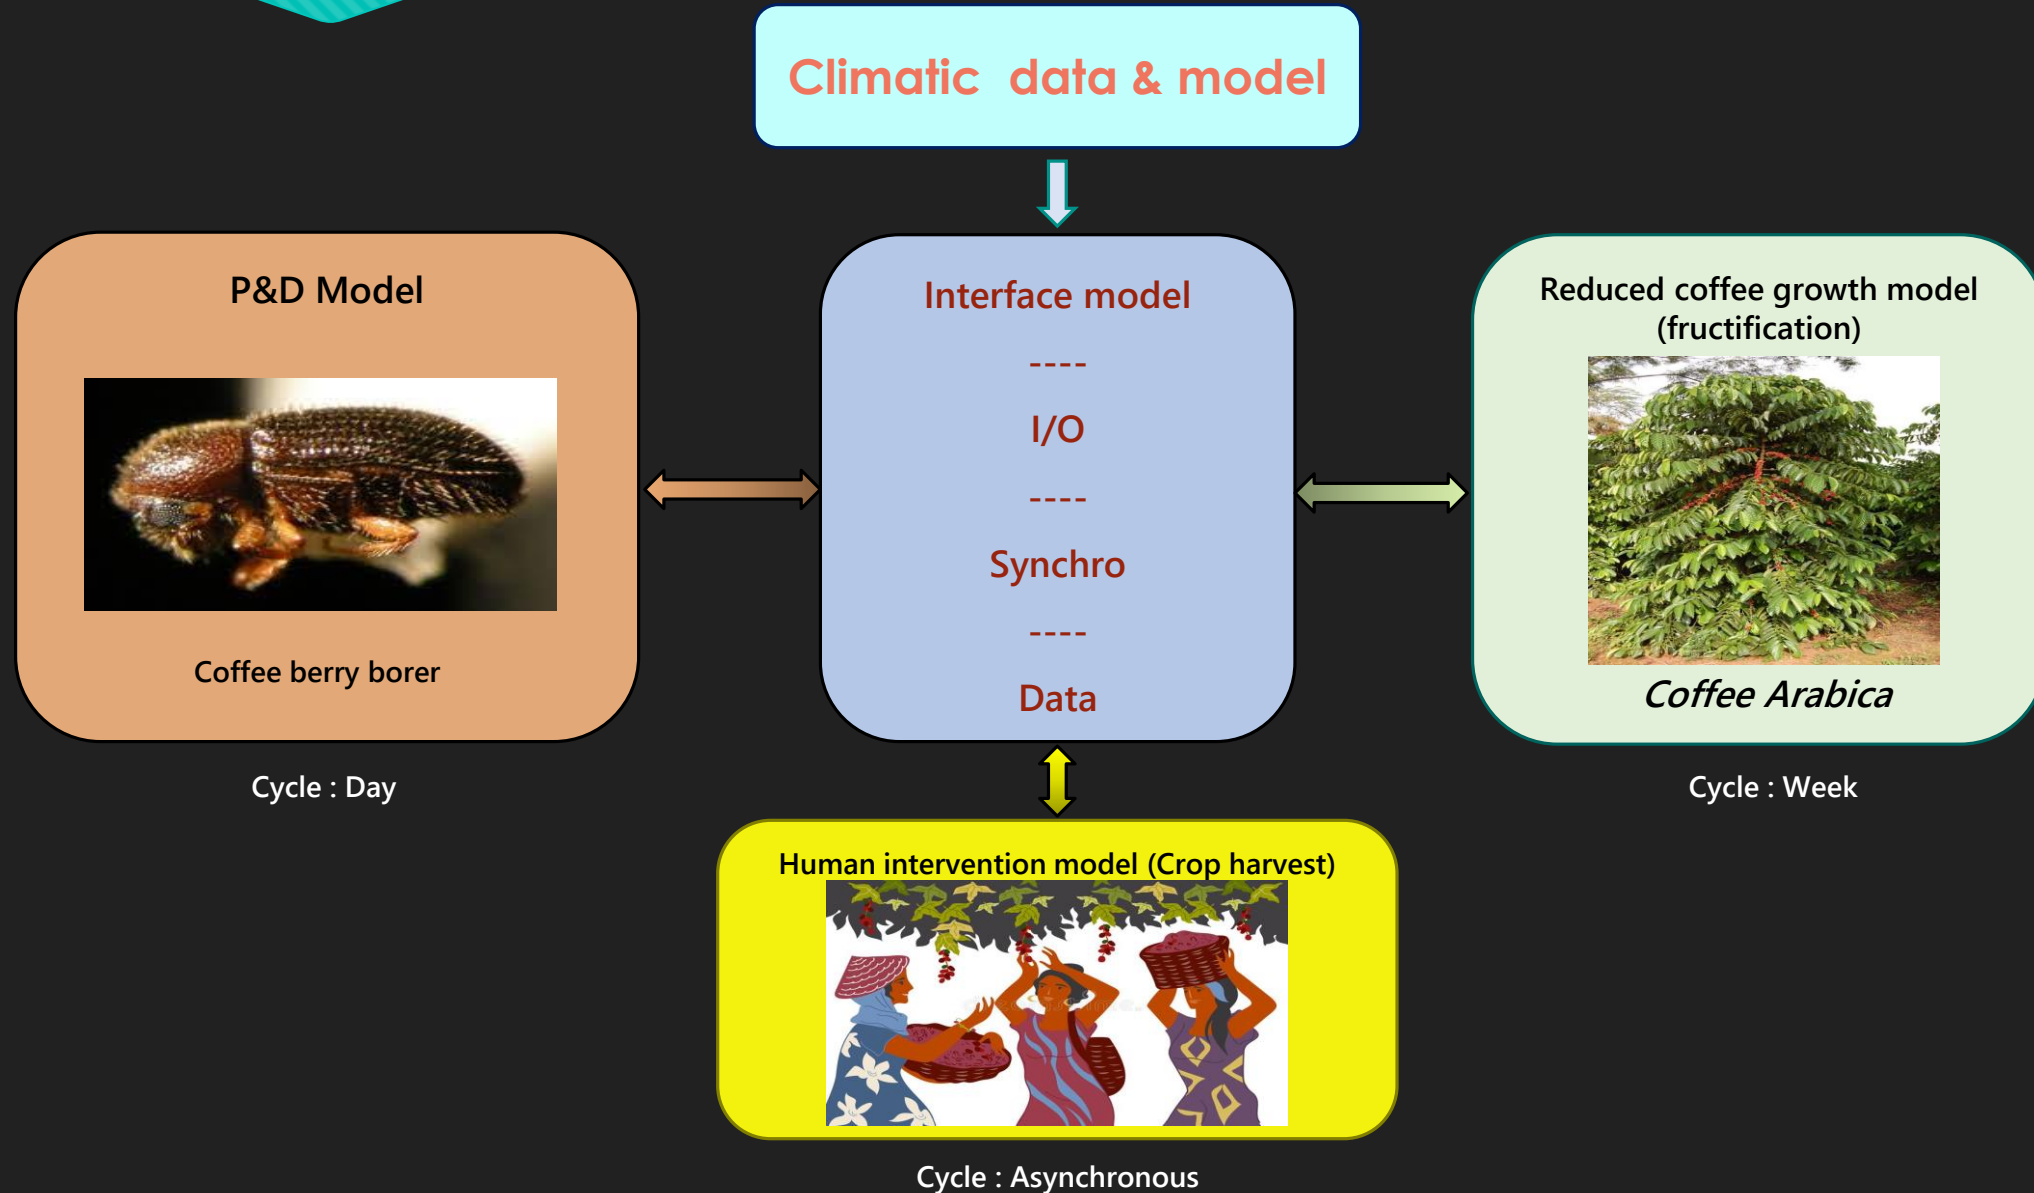 Climatic data & model
P&D Model
Coffee berry borer
Cycle : Day
Interface model
----
I/O
----
Synchro
----
Data
Reduced coffee growth model
(fructification)
Coffee Arabica
Cycle : Week
Human intervention model (Crop harvest)
Cycle : Asynchronous